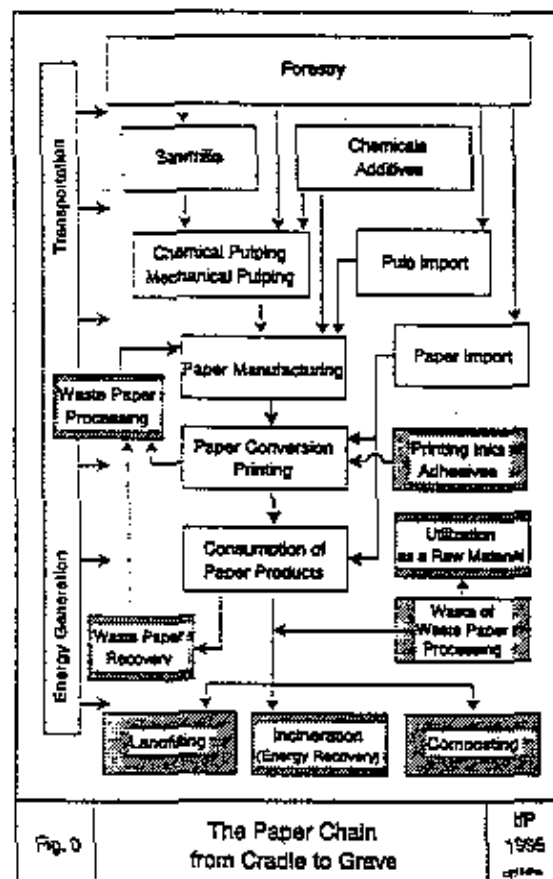 Forestry
Transportation
Energy Generation
Sawmills
Chemicals
Additives
Chemical Pulping
Mechanical Pulping
Pulp Import
Paper Manufacturing
Paper Import
Waste Paper
Processing
Paper Conversion
Printing
Printing Inks
Adhesives
Consumption of
Paper Products
Utilization
as a Raw Material
Waste Paper
Recovery
Waste of
Waste Paper
Processing
Landfilling
Incineration
(Energy Recovery)
Composting
Fig. 0
The Paper Chain
from Cradle to Grave
1995